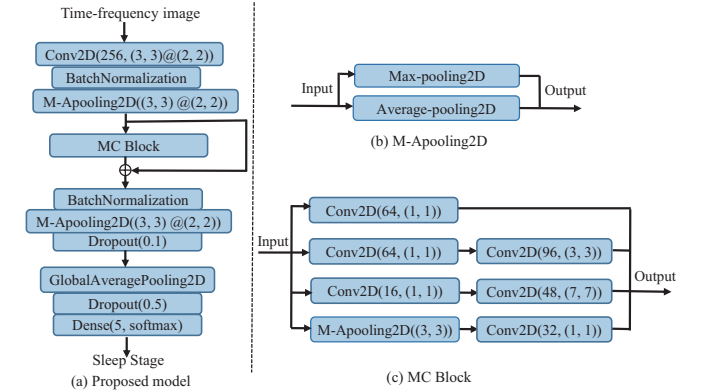 Time-frequency image
Conv2D(256, (3, 3)@(2, 2))
BatchNormalization
M-Apooling2D((3, 3) @(2, 2))
MC Block
BatchNormalization
M-Apooling2D((3, 3) @(2, 2))
Dropout(0.1)
GlobalAveragePooling2D
Dropout(0.5)
Dense(5, softmax)
Sleep Stage
(a) Proposed model
Input
Max-pooling2D
Average-pooling2D
Output
(b) M-Apooling2D
Input
Conv2D(64, (1, 1))
Conv2D(64, (1, 1))
Conv2D(96, (3, 3))
Conv2D(16, (1, 1))
Conv2D(48, (7, 7))
M-Apooling2D((3, 3))
Conv2D(32, (1, 1))
Output
(c) MC Block